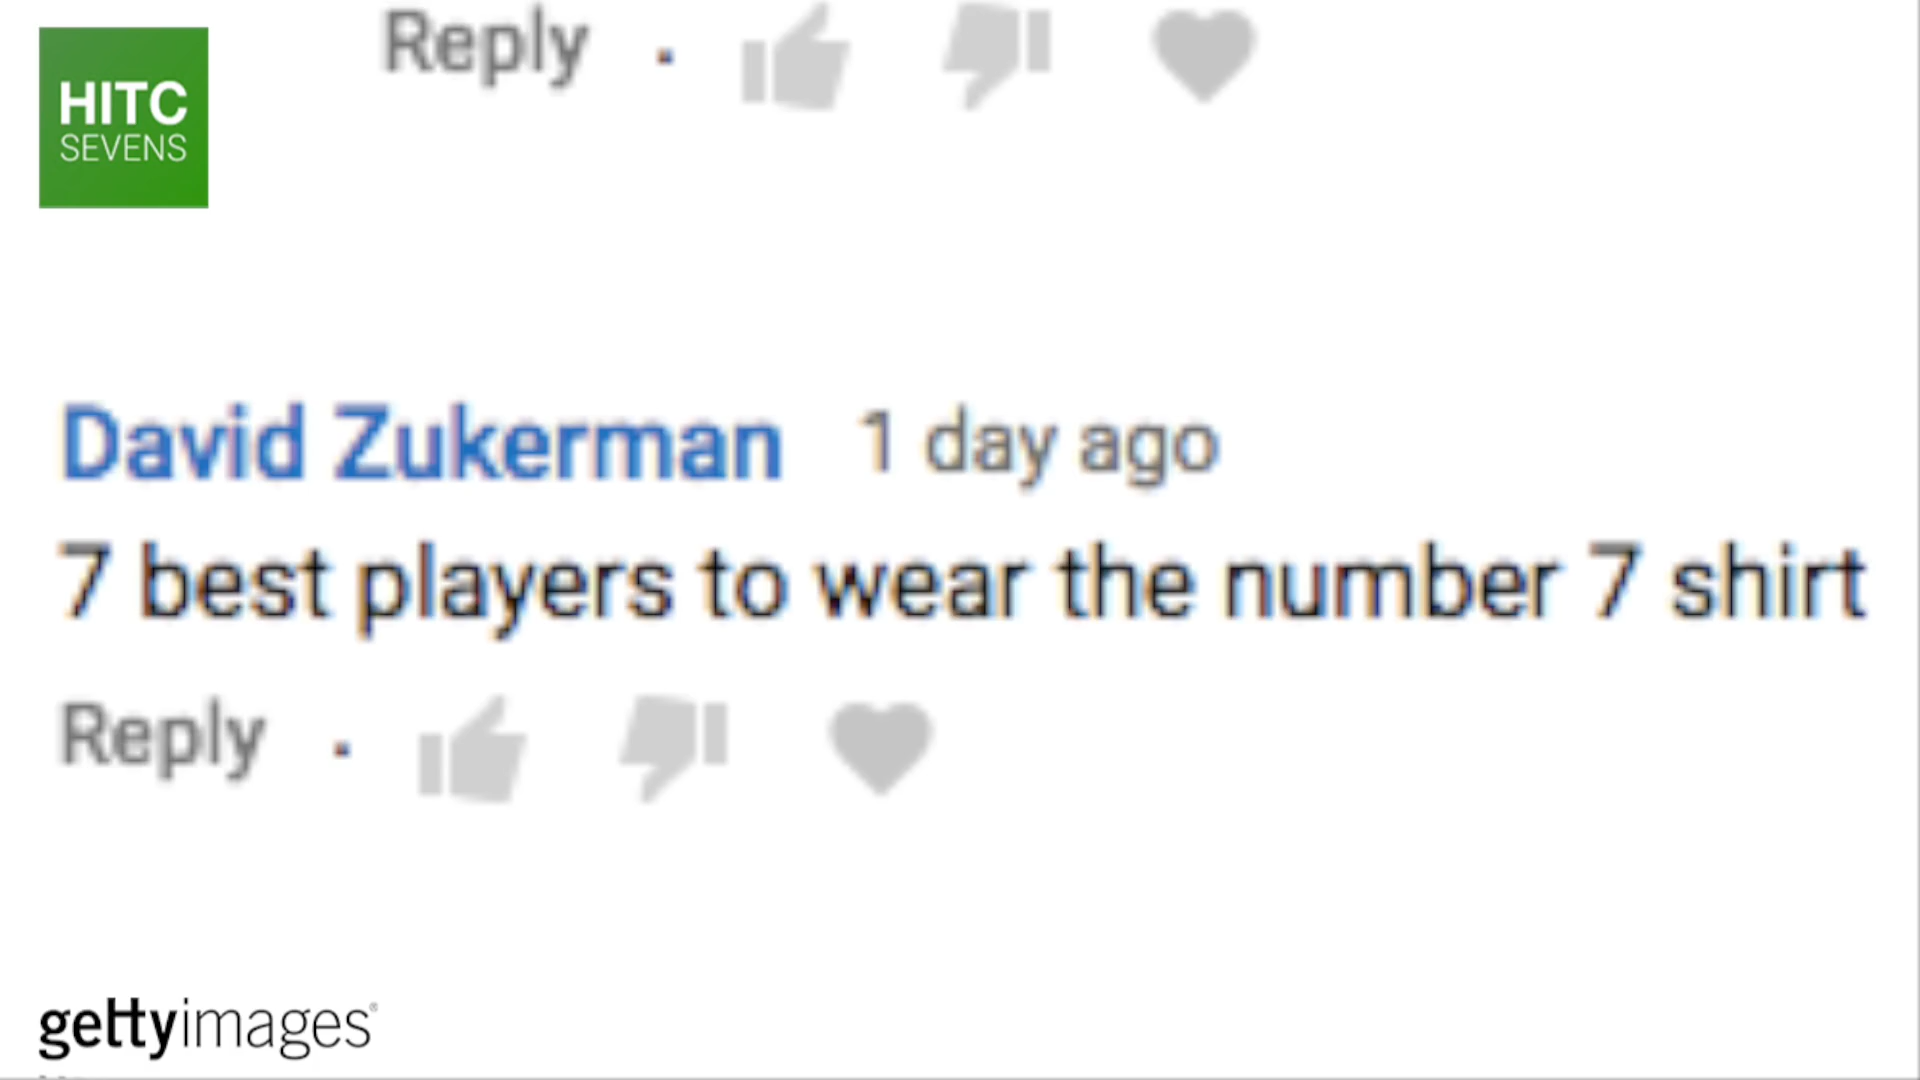 Reply
HITC
SEVENS
David Zukerman 1 day ago
7 best players to wear the number 7 shirt
Reply
gettyimages